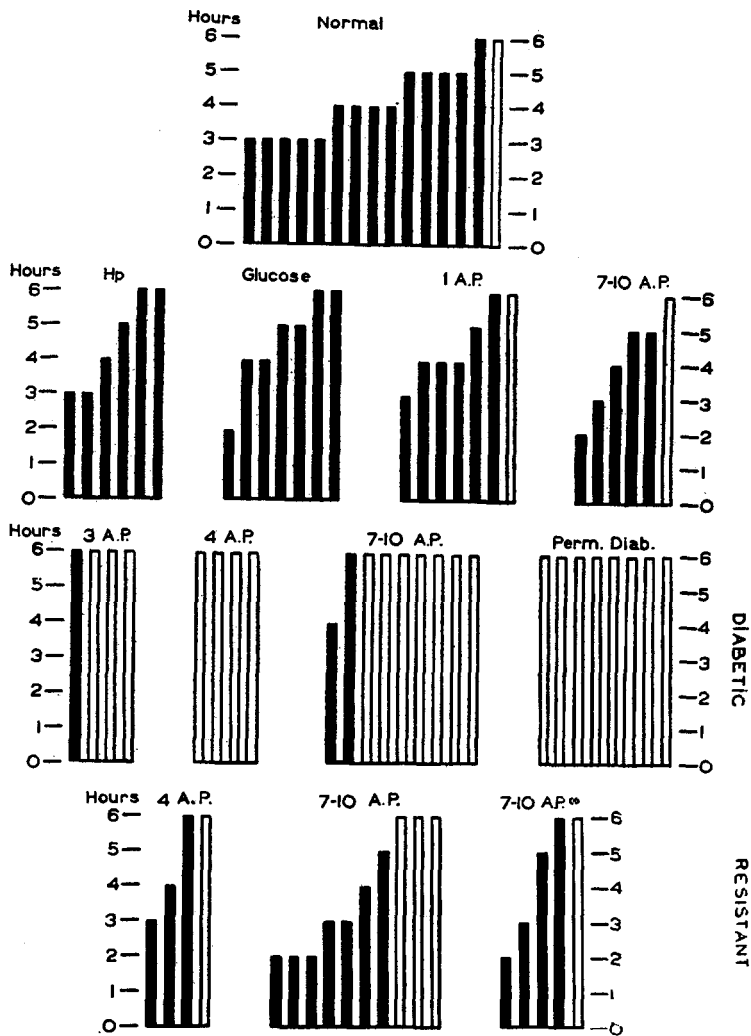 Hours Normal
6 — — 6
5 — — 5
4 — — 4
3 — — 3
2 — — 2
1 — — 1
0 — — 0
Hours Hp Glucose 1 A.P. 7-10 A.P.
6 — — 6
5 — — 5
4 — — 4
3 — — 3
2 — — 2
1 — — 1
0 — — 0
Hours 3 A.P. 4 A.P. 7-10 A.P. Perm. Diab.
6 — — 6
5 — — 5
4 — — 4
3 — — 3
2 — — 2
1 — — 1
0 — — 0
DIABETIC
Hours 4 A.P. 7-10 A.P. 7-10 A.P.∞
6 — — 6
5 — — 5
4 — — 4
3 — — 3
2 — — 2
1 — — 1
0 — — 0
RESISTANT